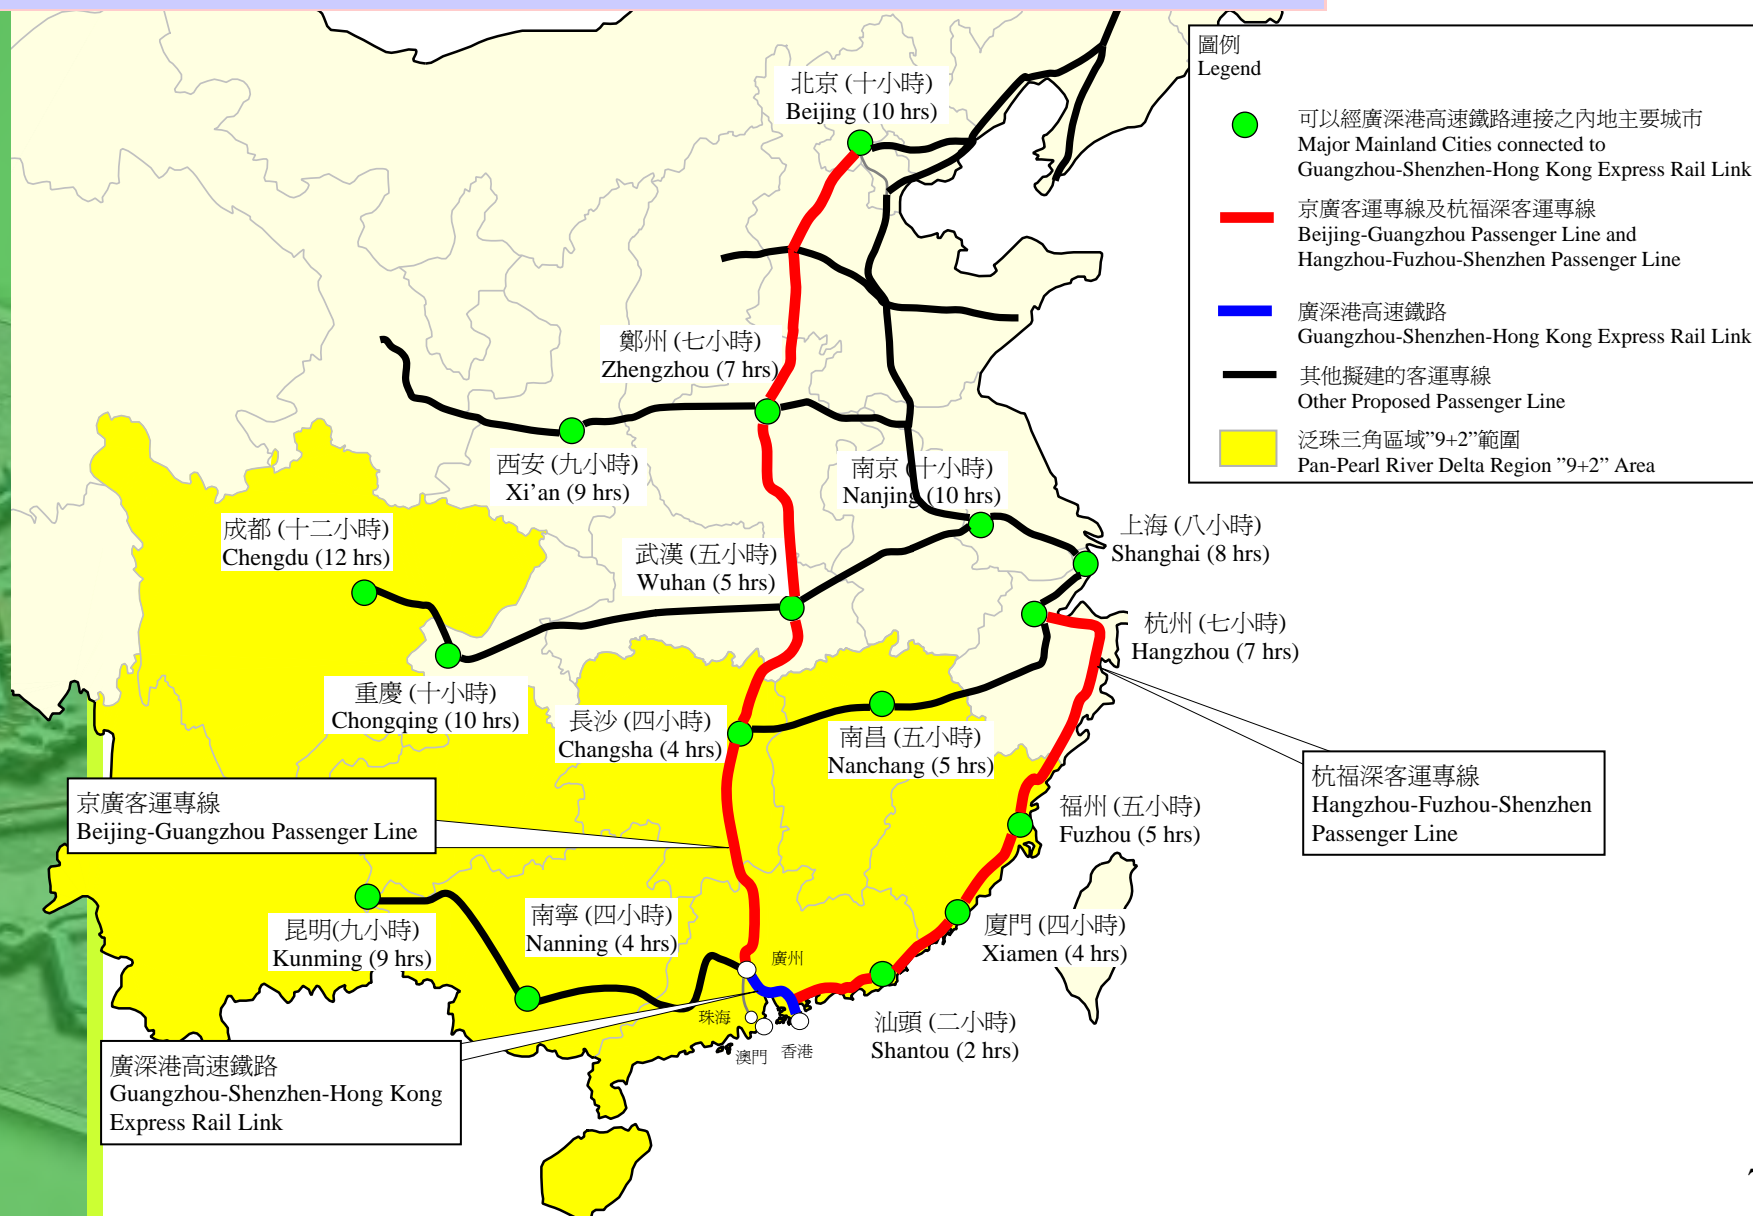 圖例
Legend
可以經廣深港高速鐵路連接之內地主要城市
Major Mainland Cities connected to
Guangzhou-Shenzhen-Hong Kong Express Rail Link
京廣客運專線及杭福深客運專線
Beijing-Guangzhou Passenger Line and
Hangzhou-Fuzhou-Shenzhen Passenger Line
廣深港高速鐵路
Guangzhou-Shenzhen-Hong Kong Express Rail Link
其他擬建的客運專線
Other Proposed Passenger Line
泛珠三角區域”9+2”範圍
Pan-Pearl River Delta Region ”9+2” Area
北京 (十小時)
Beijing (10 hrs)
鄭州 (七小時)
Zhengzhou (7 hrs)
西安 (九小時)
Xi’an (9 hrs)
南京 (十小時)
Nanjing (10 hrs)
成都 (十二小時)
Chengdu (12 hrs)
武漢 (五小時)
Wuhan (5 hrs)
上海 (八小時)
Shanghai (8 hrs)
杭州 (七小時)
Hangzhou (7 hrs)
重慶 (十小時)
Chongqing (10 hrs)
長沙 (四小時)
Changsha (4 hrs)
南昌 (五小時)
Nanchang (5 hrs)
杭福深客運專線
Hangzhou-Fuzhou-Shenzhen
Passenger Line
京廣客運專線
Beijing-Guangzhou Passenger Line
福州 (五小時)
Fuzhou (5 hrs)
昆明(九小時)
Kunming (9 hrs)
南寧 (四小時)
Nanning (4 hrs)
廈門 (四小時)
Xiamen (4 hrs)
廣州
珠海
澳門
香港
汕頭 (二小時)
Shantou (2 hrs)
廣深港高速鐵路
Guangzhou-Shenzhen-Hong Kong
Express Rail Link